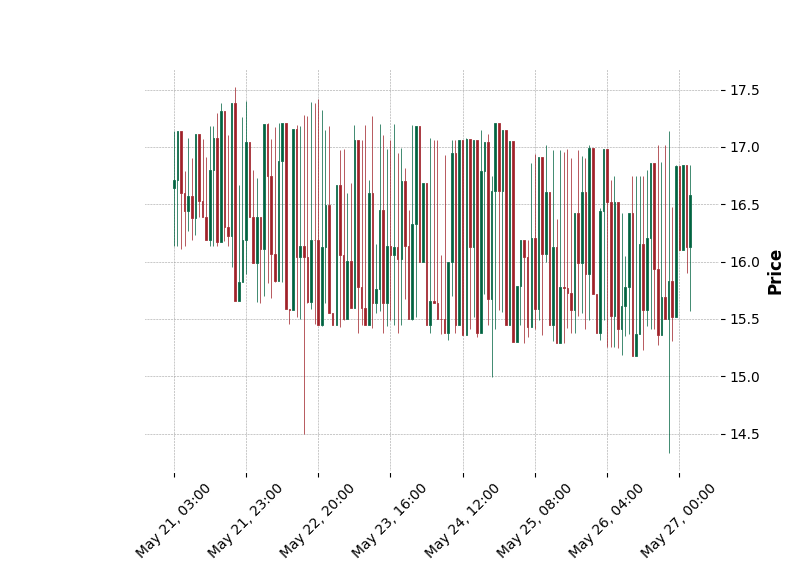 17.5
17.0
16.5
16.0
15.5
15.0
14.5
Price
May 21, 03:00
May 21, 23:00
May 22, 20:00
May 23, 16:00
May 24, 12:00
May 25, 08:00
May 26, 04:00
May 27, 00:00